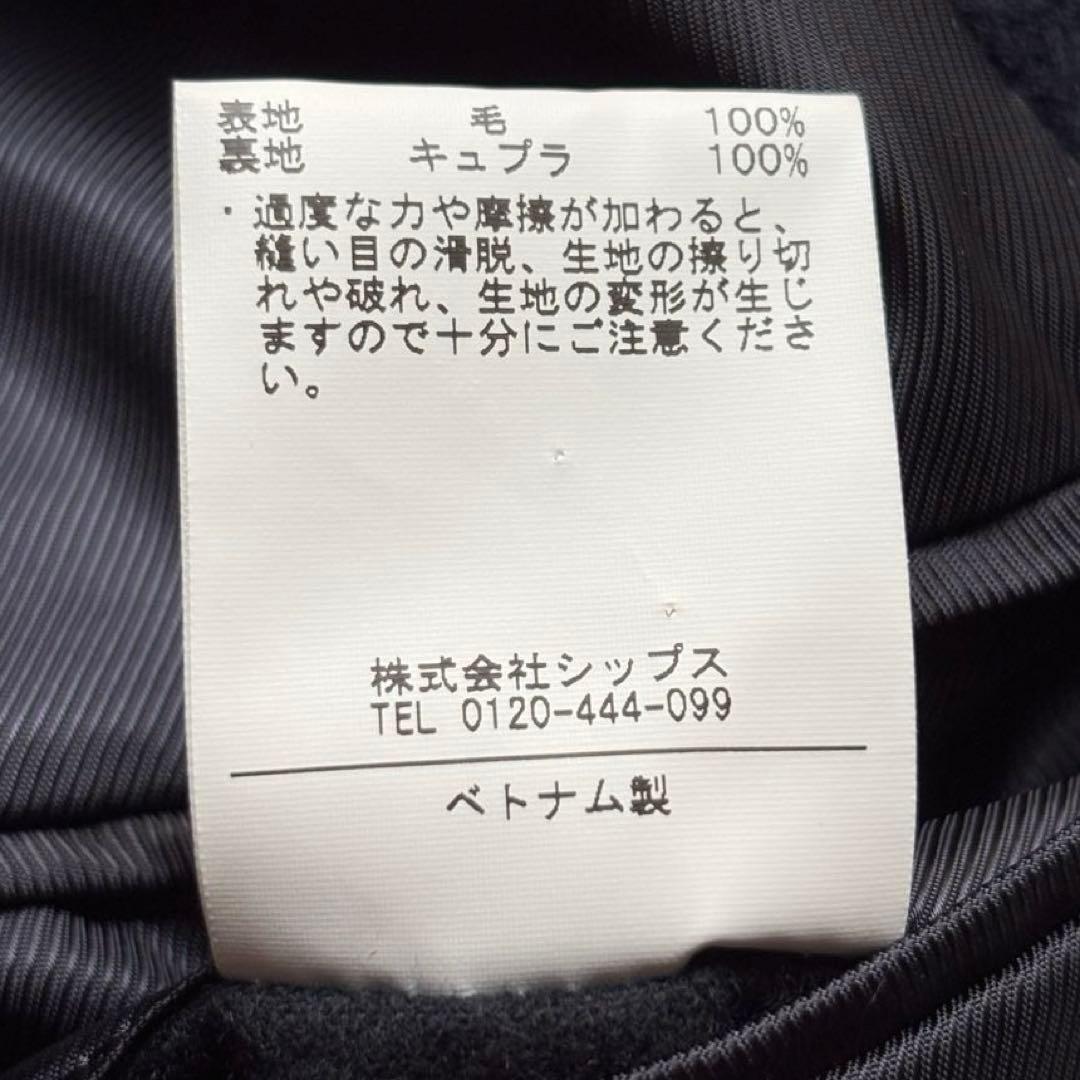 表地 毛 100%
裏地 キュプラ 100%
・過度な力や摩擦が加わると、
縫い目の滑脱、生地の擦り切
れや破れ、生地の変形が生じ
ますので十分にご注意くださ
い。
株式会社シップス
TEL 0120-444-099
ベトナム製